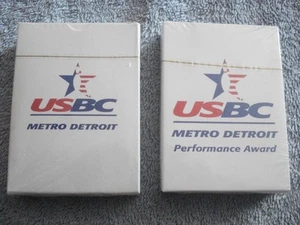 USBC
METRO DETROIT
USBC
METRO DETROIT
Performance Award